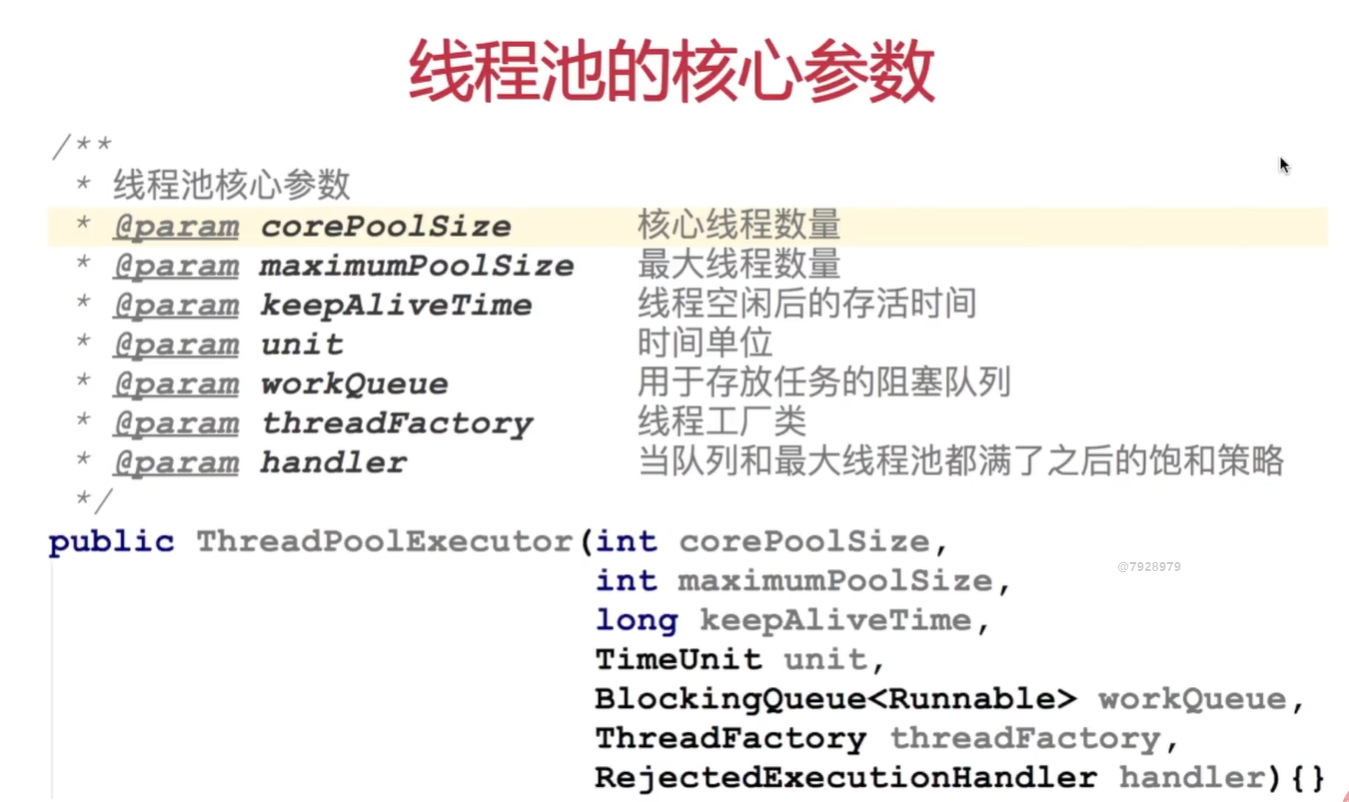 线程池的核心参数
/**
* 线程池核心参数
* @param corePoolSize 核心线程数量
* @param maximumPoolSize 最大线程数量
* @param keepAliveTime 线程空闲后的存活时间
* @param unit 时间单位
* @param workQueue 用于存放任务的阻塞队列
* @param threadFactory 线程工厂类
* @param handler 当队列和最大线程池都满了之后的饱和策略
*/
public ThreadPoolExecutor(int corePoolSize,
@7928979
int maximumPoolSize,
long keepAliveTime,
TimeUnit unit,
BlockingQueue<Runnable> workQueue,
ThreadFactory threadFactory,
RejectedExecutionHandler handler){}